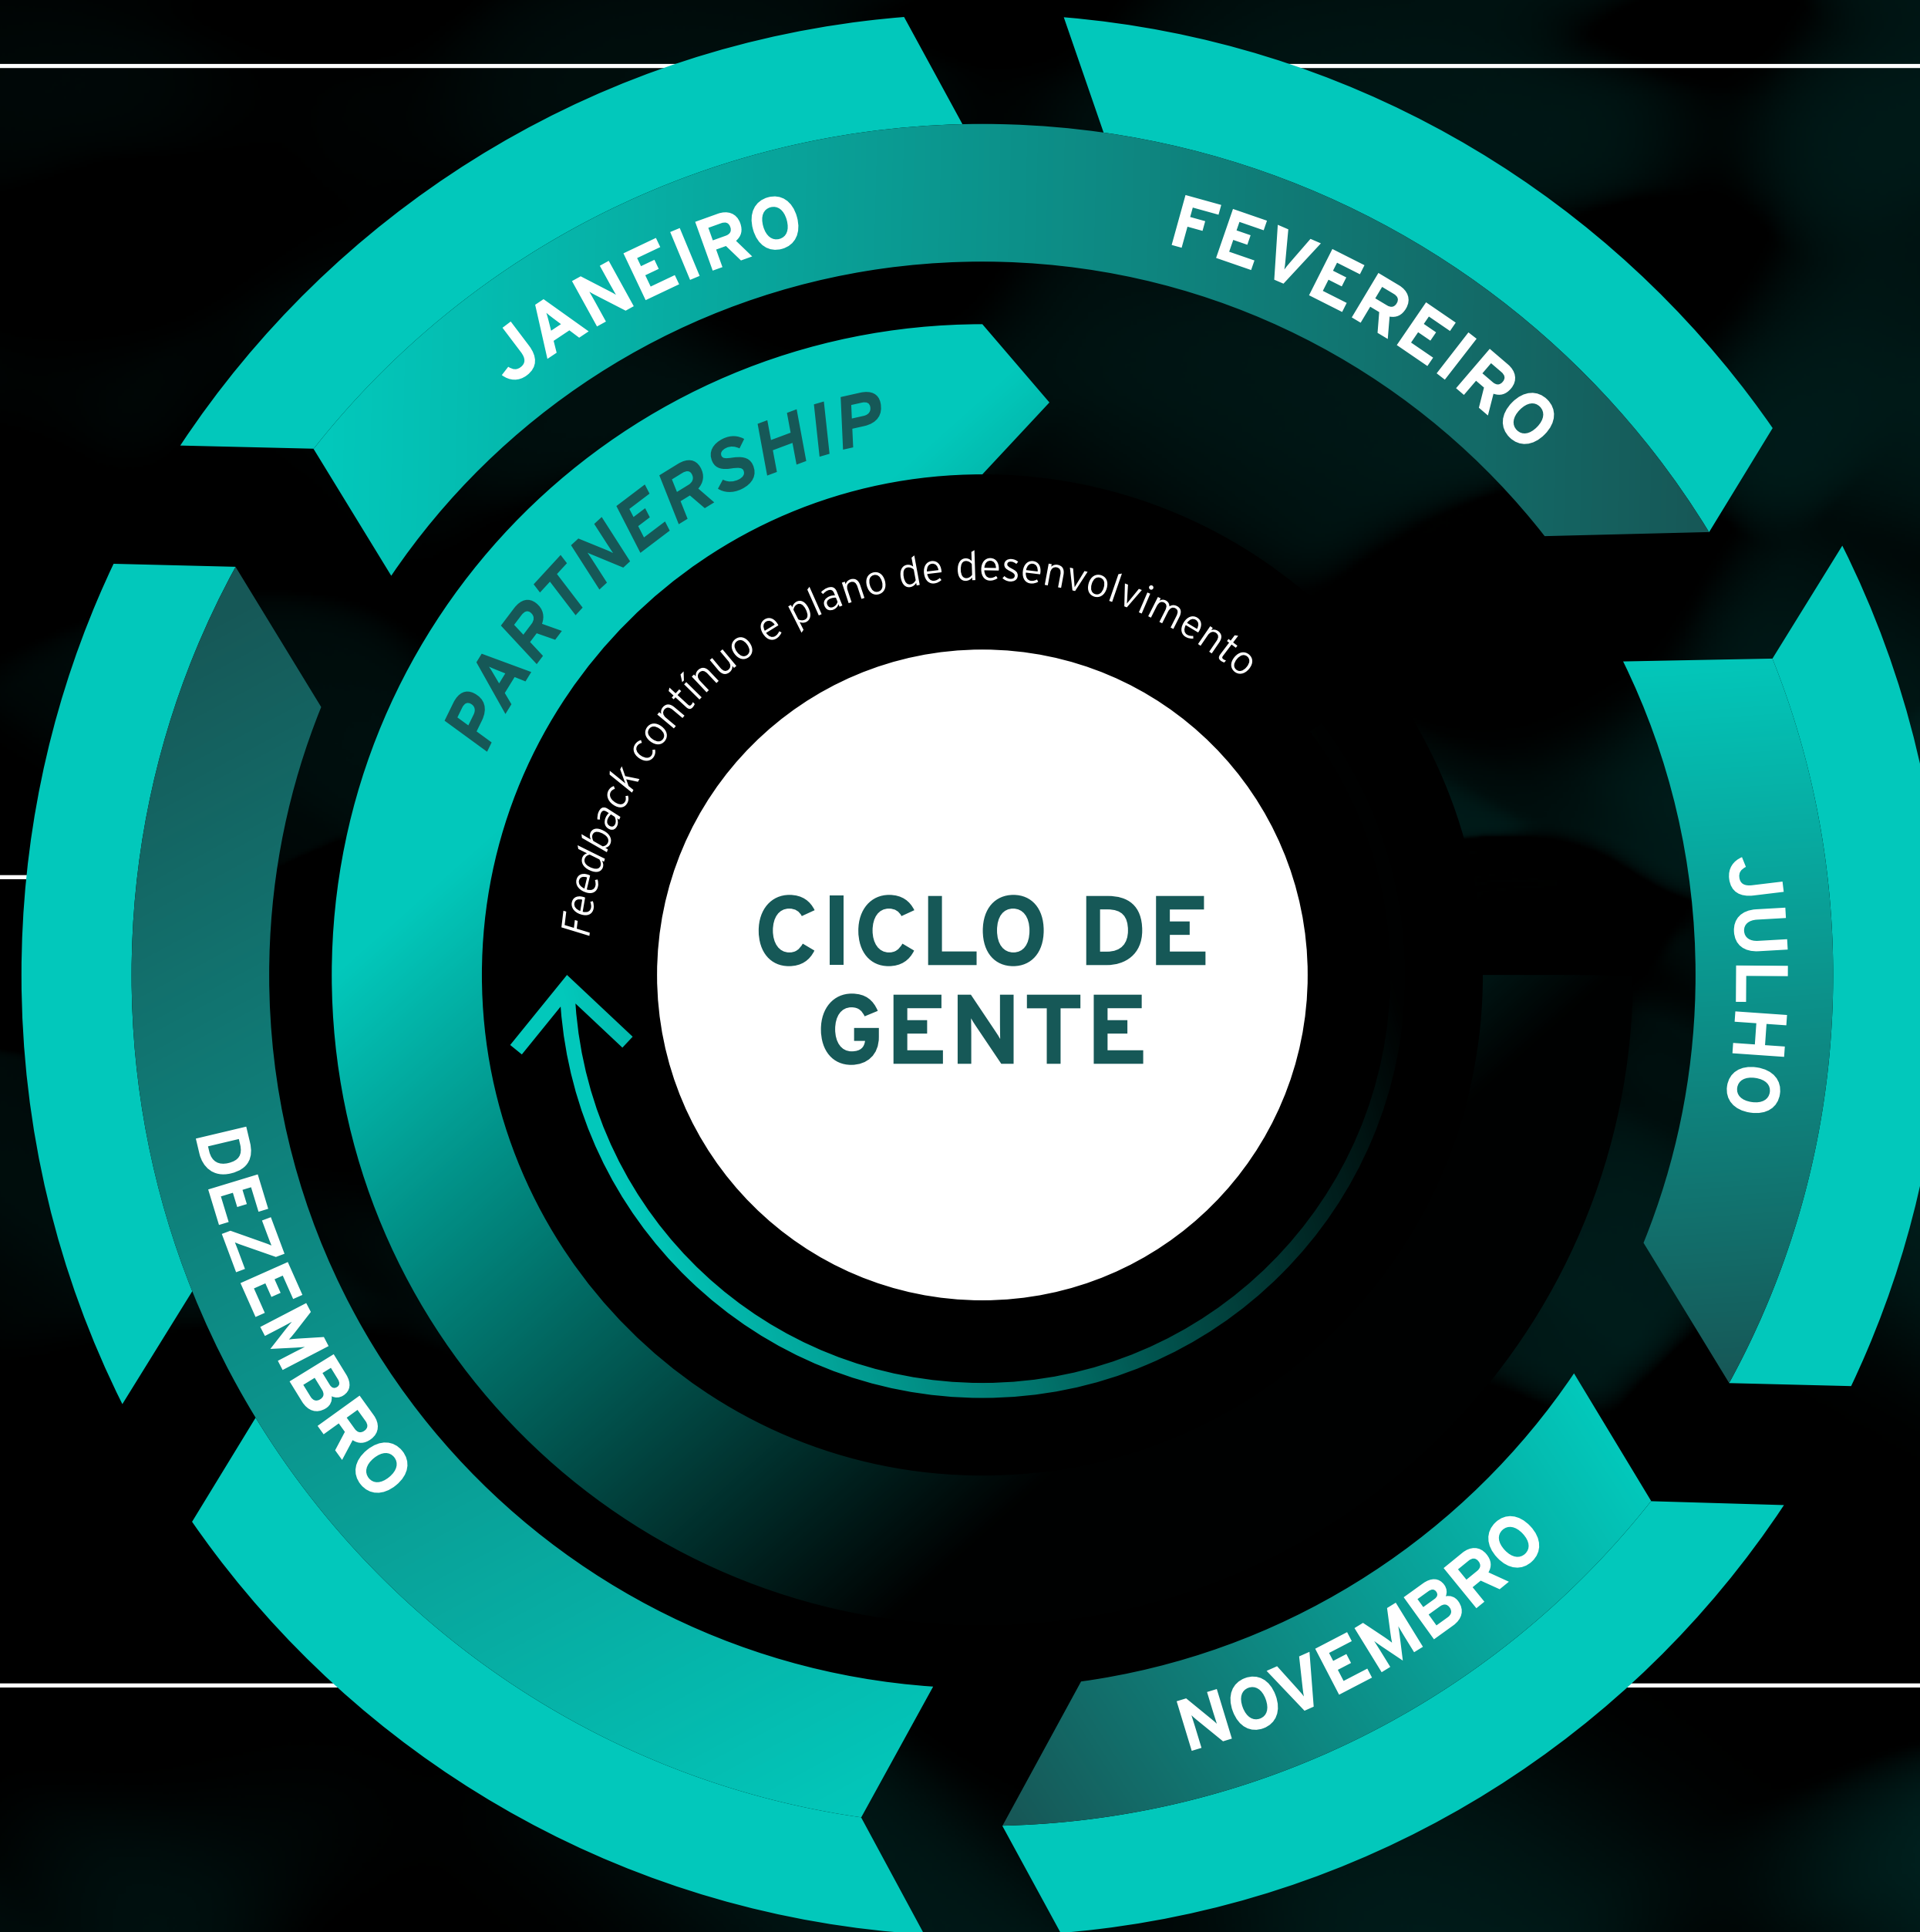 JANEIRO
FEVEREIRO
PARTNERSHIP
Feedback contínuo e plano de desenvolvimento
CICLO DE
GENTE
JULHO
DEZEMBRO
NOVEMBRO